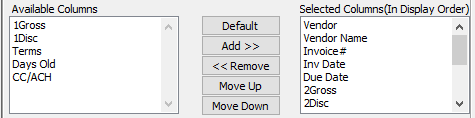 Available Columns
1Gross
1Disc
Terms
Days Old
CC/ACH
Default
Add >>
<< Remove
Move Up
Move Down
Selected Columns(In Display Order)
Vendor
Vendor Name
Invoice#
Inv Date
Due Date
2Gross
2Disc